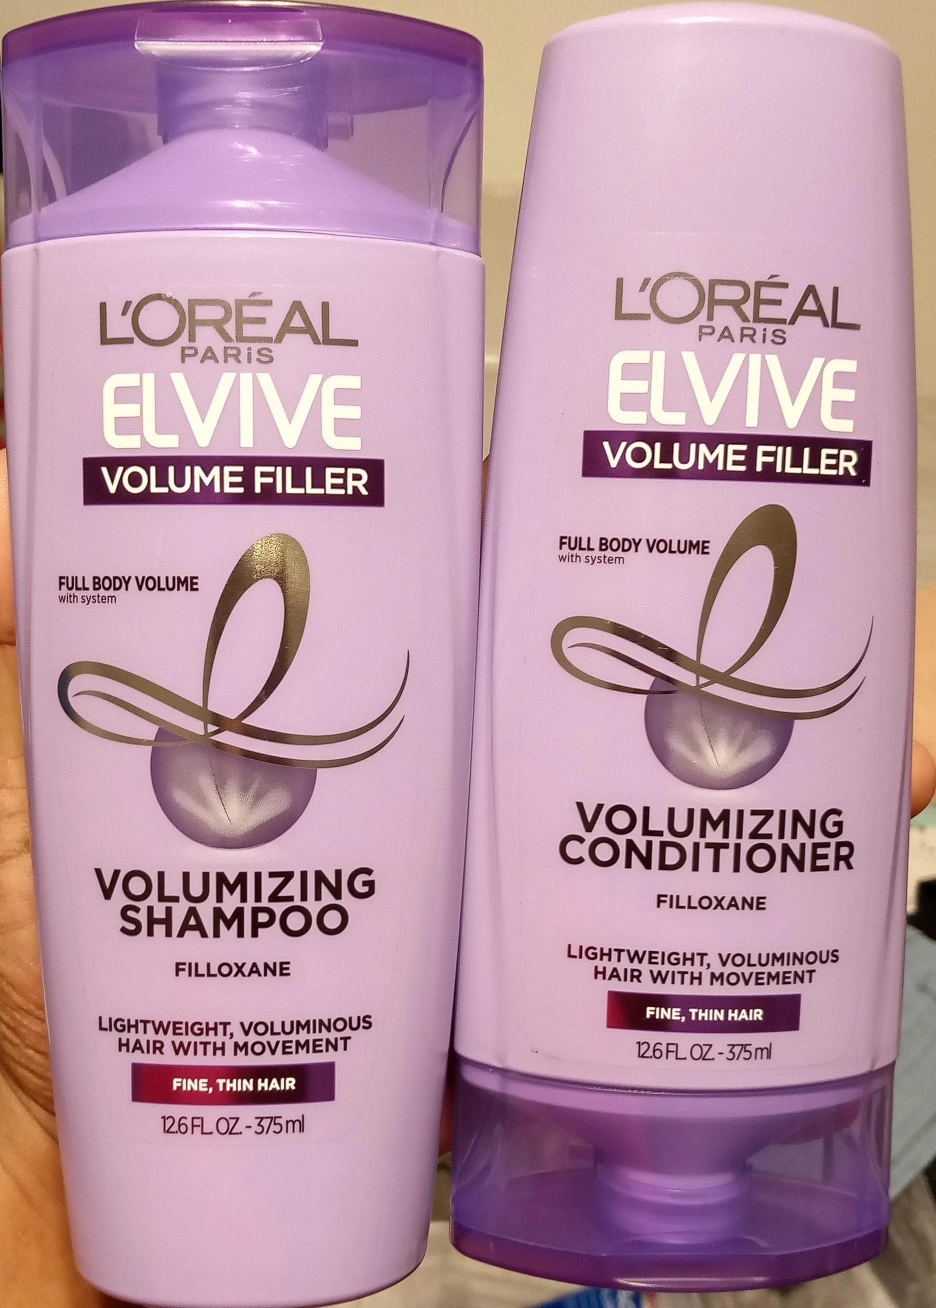 L'ORÉAL
PARIS
ELVIVE
VOLUME FILLER
FULL BODY VOLUME
with system
VOLUMIZING
SHAMPOO
FILLOXANE
LIGHTWEIGHT, VOLUMINOUS
HAIR WITH MOVEMENT
FINE, THIN HAIR
12.6 FL. OZ. - 375 ml
L'ORÉAL
PARIS
ELVIVE
VOLUME FILLER
FULL BODY VOLUME
with system
VOLUMIZING
CONDITIONER
FILLOXANE
LIGHTWEIGHT, VOLUMINOUS
HAIR WITH MOVEMENT
FINE, THIN HAIR
12.6 FL. OZ. - 375 ml